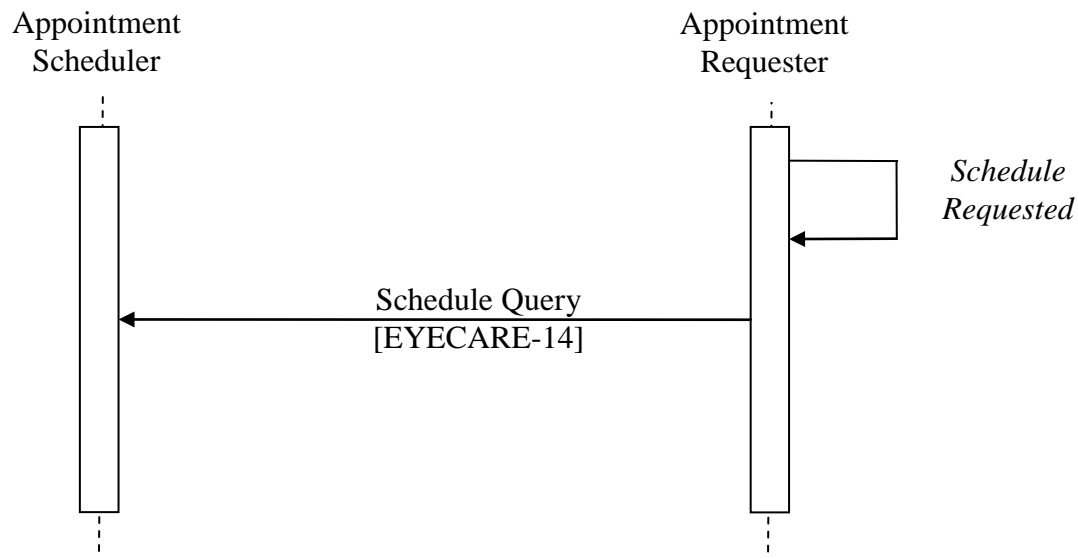 Appointment
Scheduler
Appointment
Requester
Schedule
Requested
Schedule Query
[EYECARE-14]